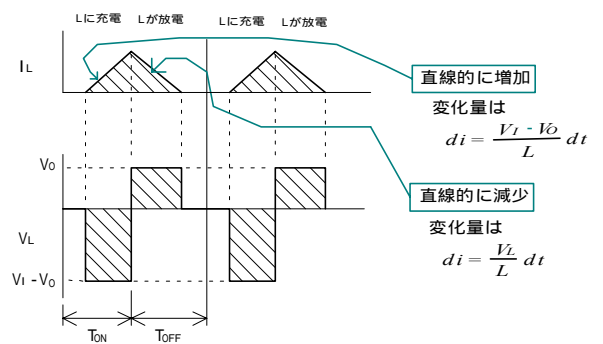 Lに充電 Lが放電 Lに充電 Lが放電
IL
直線的に増加
変化量は
di = (VI - VO) / L dt
VO
直線的に減少
変化量は
di = VL / L dt
VL
VI - VO
TON TOFF